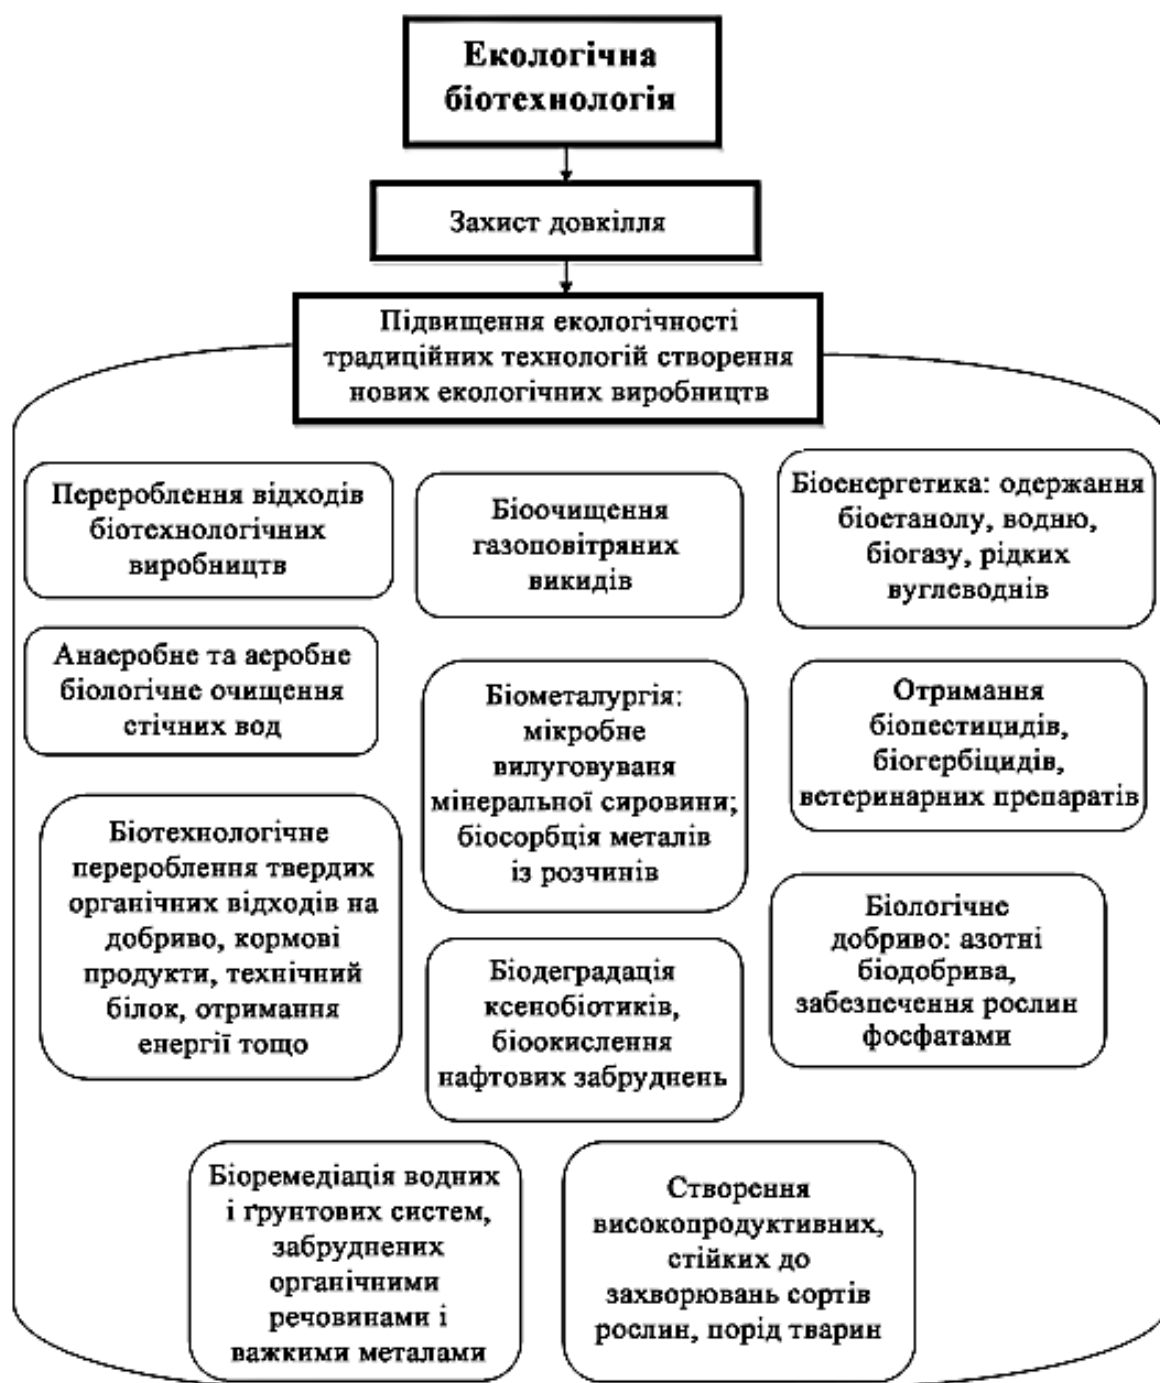 Екологічна
біотехнологія
Захист довкілля
Підвищення екологічності
традиційних технологій створення
нових екологічних виробництв
Перероблення відходів
біотехнологічних
виробництв
Біоочищення
газоповітряних
викидів
Біоенергетика: одержання
біоетанолу, водню,
біогазу, рідких
вуглеводнів
Анаеробне та аеробне
біологічне очищення
стічних вод
Біометалургія:
мікробне
вилуговуваня
мінеральної сировини;
біосорбція металів
із розчинів
Отримання
біопестицидів,
біогербіцидів,
ветеринарних препаратів
Біотехнологічне
перероблення твердих
органічних відходів на
добриво, кормові
продукти, технічний
білок, отримання
енергії тощо
Біодеградація
ксенобіотиків,
біоокислення
нафтових забруднень
Біологічне
добриво: азотні
біодобрива,
забезпечення рослин
фосфатами
Біоремедіація водних
і ґрунтових систем,
забруднених
органічними
речовинами і
важкими металами
Створення
високопродуктивних,
стійких до
захворювань сортів
рослин, порід тварин